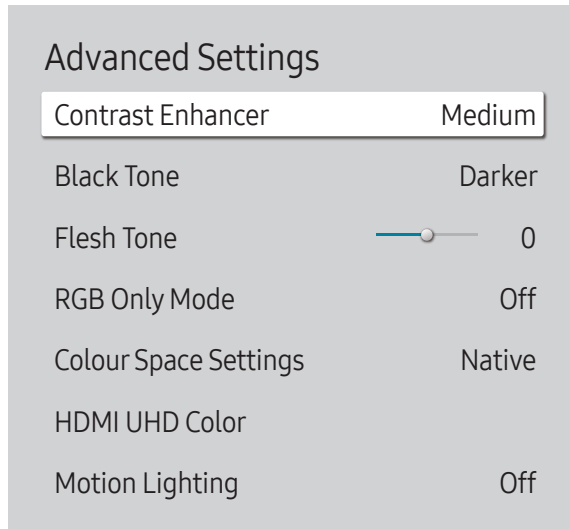 Advanced Settings
Contrast Enhancer Medium
Black Tone Darker
Flesh Tone 0
RGB Only Mode Off
Colour Space Settings Native
HDMI UHD Color
Motion Lighting Off